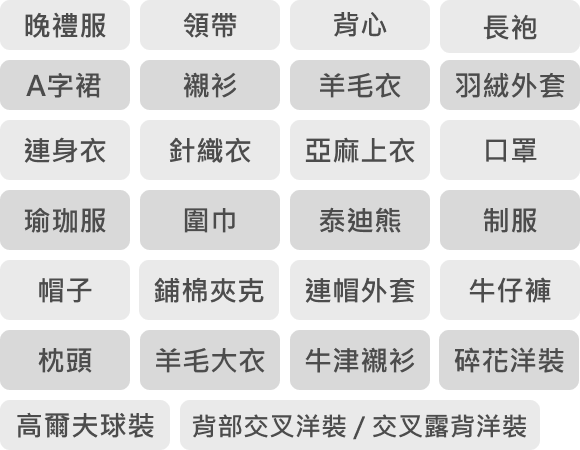 晚禮服 領帶 背心 長袍
A字裙 襯衫 羊毛衣 羽絨外套
連身衣 針織衣 亞麻上衣 口罩
瑜珈服 圍巾 泰迪熊 制服
帽子 鋪棉夾克 連帽外套 牛仔褲
枕頭 羊毛大衣 牛津襯衫 碎花洋裝
高爾夫球裝 背部交叉洋裝 / 交叉露背洋裝